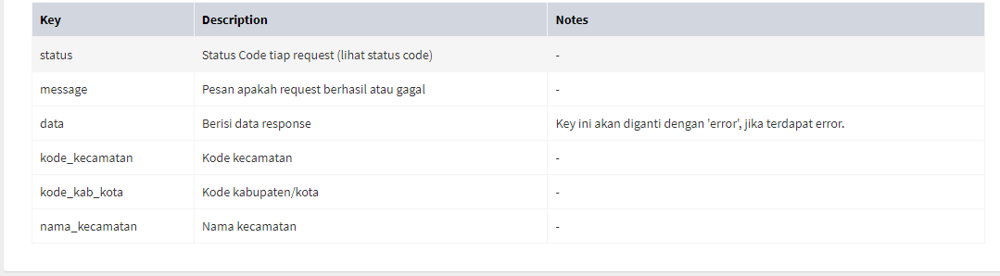 Key Description Notes
status Status Code tiap request (lihat status code) -
message Pesan apakah request berhasil atau gagal -
data Berisi data response Key ini akan diganti dengan 'error', jika terdapat error.
kode_kecamatan Kode kecamatan -
kode_kab_kota Kode kabupaten/kota -
nama_kecamatan Nama kecamatan -